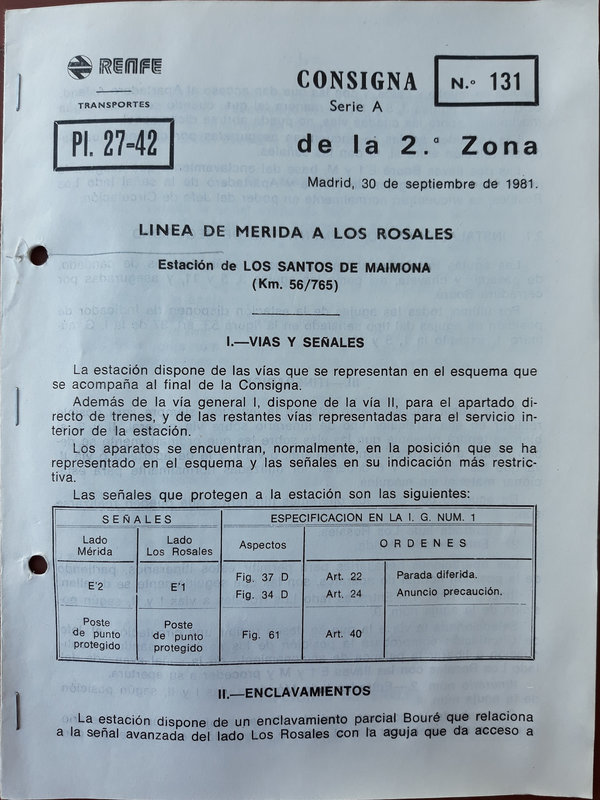 RENFE
TRANSPORTES
Pl. 27-42
CONSIGNA
Serie A
N.º 131
de la 2.ª Zona
Madrid, 30 de septiembre de 1981.
LINEA DE MERIDA A LOS ROSALES
Estación de LOS SANTOS DE MAIMONA
(Km. 56/765)
I.—VIAS Y SEÑALES
La estación dispone de las vías que se representan en el esquema que
se acompaña al final de la Consigna.
Además de la vía general I, dispone de la vía II, para el apartado di-
recto de trenes, y de las restantes vías representadas para el servicio in-
terior de la estación.
Los aparatos se encuentran, normalmente, en la posición que se ha
representado en el esquema y las señales en su indicación más restric-
tiva.
Las señales que protegen a la estación son las siguientes:
SEÑALES ESPECIFICACION EN LA I. G. NUM. 1
Lado Mérida Lado Los Rosales Aspectos ORDENES
E'2 E'1 Fig. 37 D Art. 22 Parada diferida.
Fig. 34 D Art. 24 Anuncio precaución.
Poste de punto protegido Poste de punto protegido Fig. 61 Art. 40
II.—ENCLAVAMIENTOS
La estación dispone de un enclavamiento parcial Bouré que relaciona
a la señal avanzada del lado Los Rosales con la aguja que da acceso a